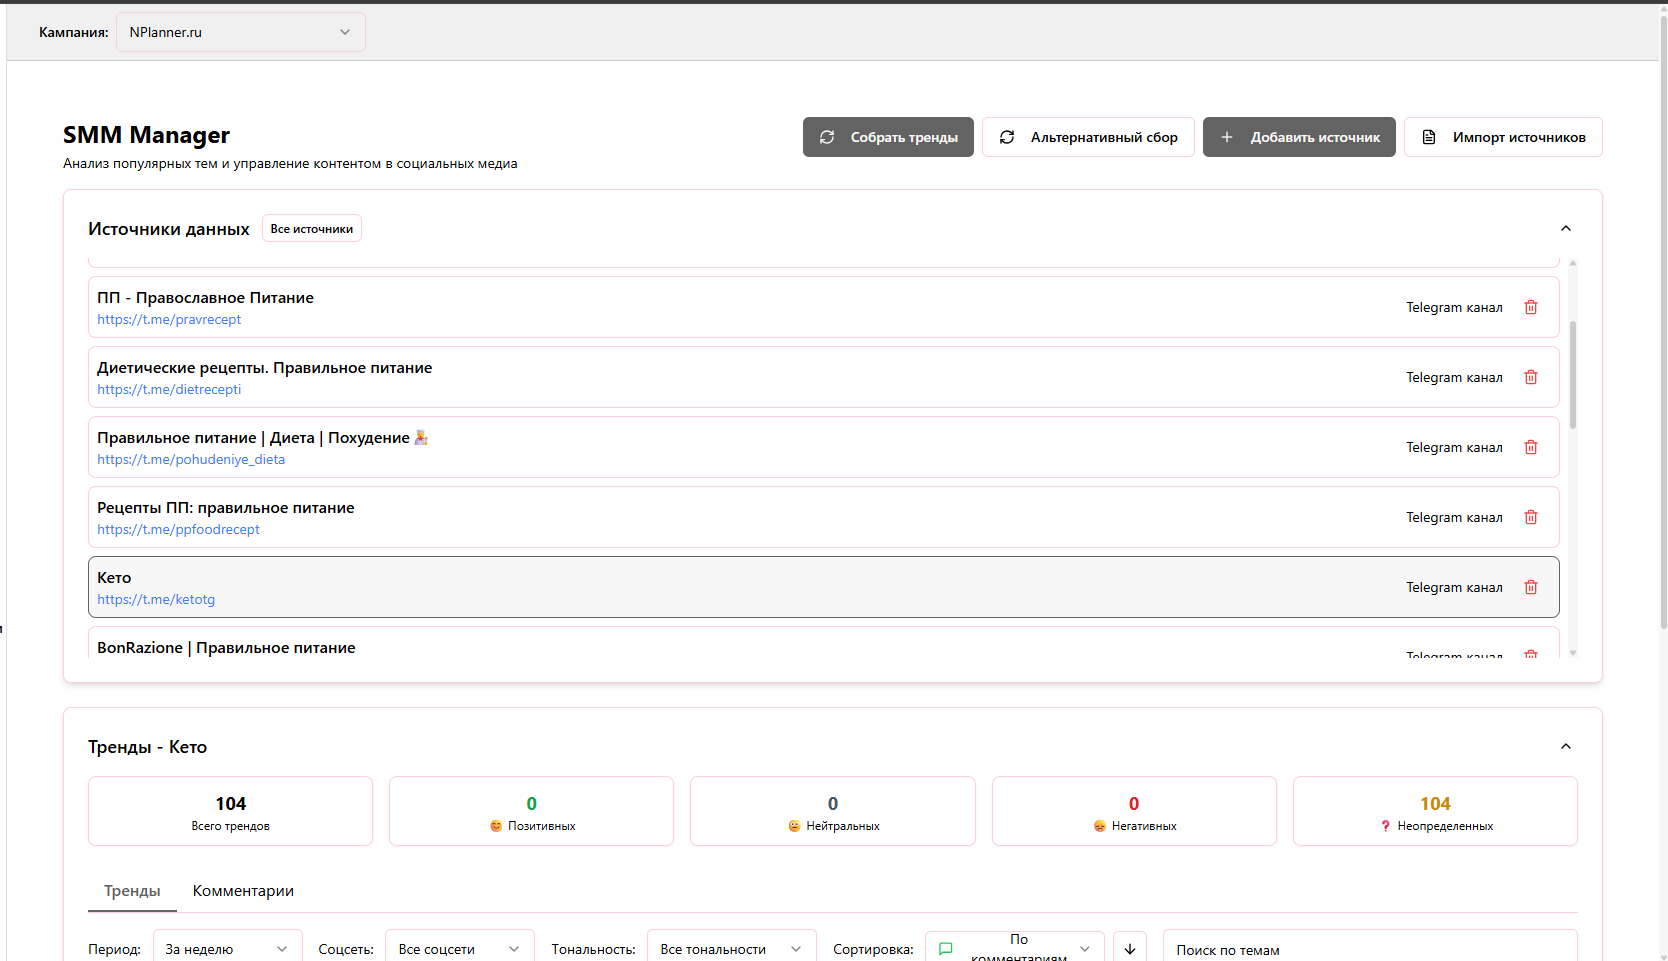 Кампания:
NPlanner.ru
SMM Manager
Анализ популярных тем и управление контентом в социальных медиа
Собрать тренды
Альтернативный сбор
Добавить источник
Импорт источников
Источники данных
Все источники
ПП - Православное Питание
https://t.me/pravrecept
Telegram канал
Диетические рецепты. Правильное питание
https://t.me/dietrecepti
Telegram канал
Правильное питание | Диета | Похудение
https://t.me/pohudeniye_dieta
Telegram канал
Рецепты ПП: правильное питание
https://t.me/ppfoodrecept
Telegram канал
Кето
https://t.me/ketotg
Telegram канал
BonRazione | Правильное питание
Telegram канал
Тренды - Кето
104
Всего трендов
0
Позитивных
0
Нейтральных
0
Негативных
104
Неопределенных
Тренды
Комментарии
Период:
За неделю
Соцсеть:
Все соцсети
Тональность:
Все тональности
Сортировка:
По
комментариям
Поиск по темам